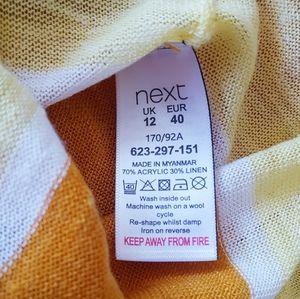 next
UK EUR
12 40
170/92A
623-297-151
MADE IN MYANMAR
70% ACRYLIC 30% LINEN
40
Wash inside out
Machine wash on a wool
cycle
Re-shape whilst damp
Iron on reverse
KEEP AWAY FROM FIRE